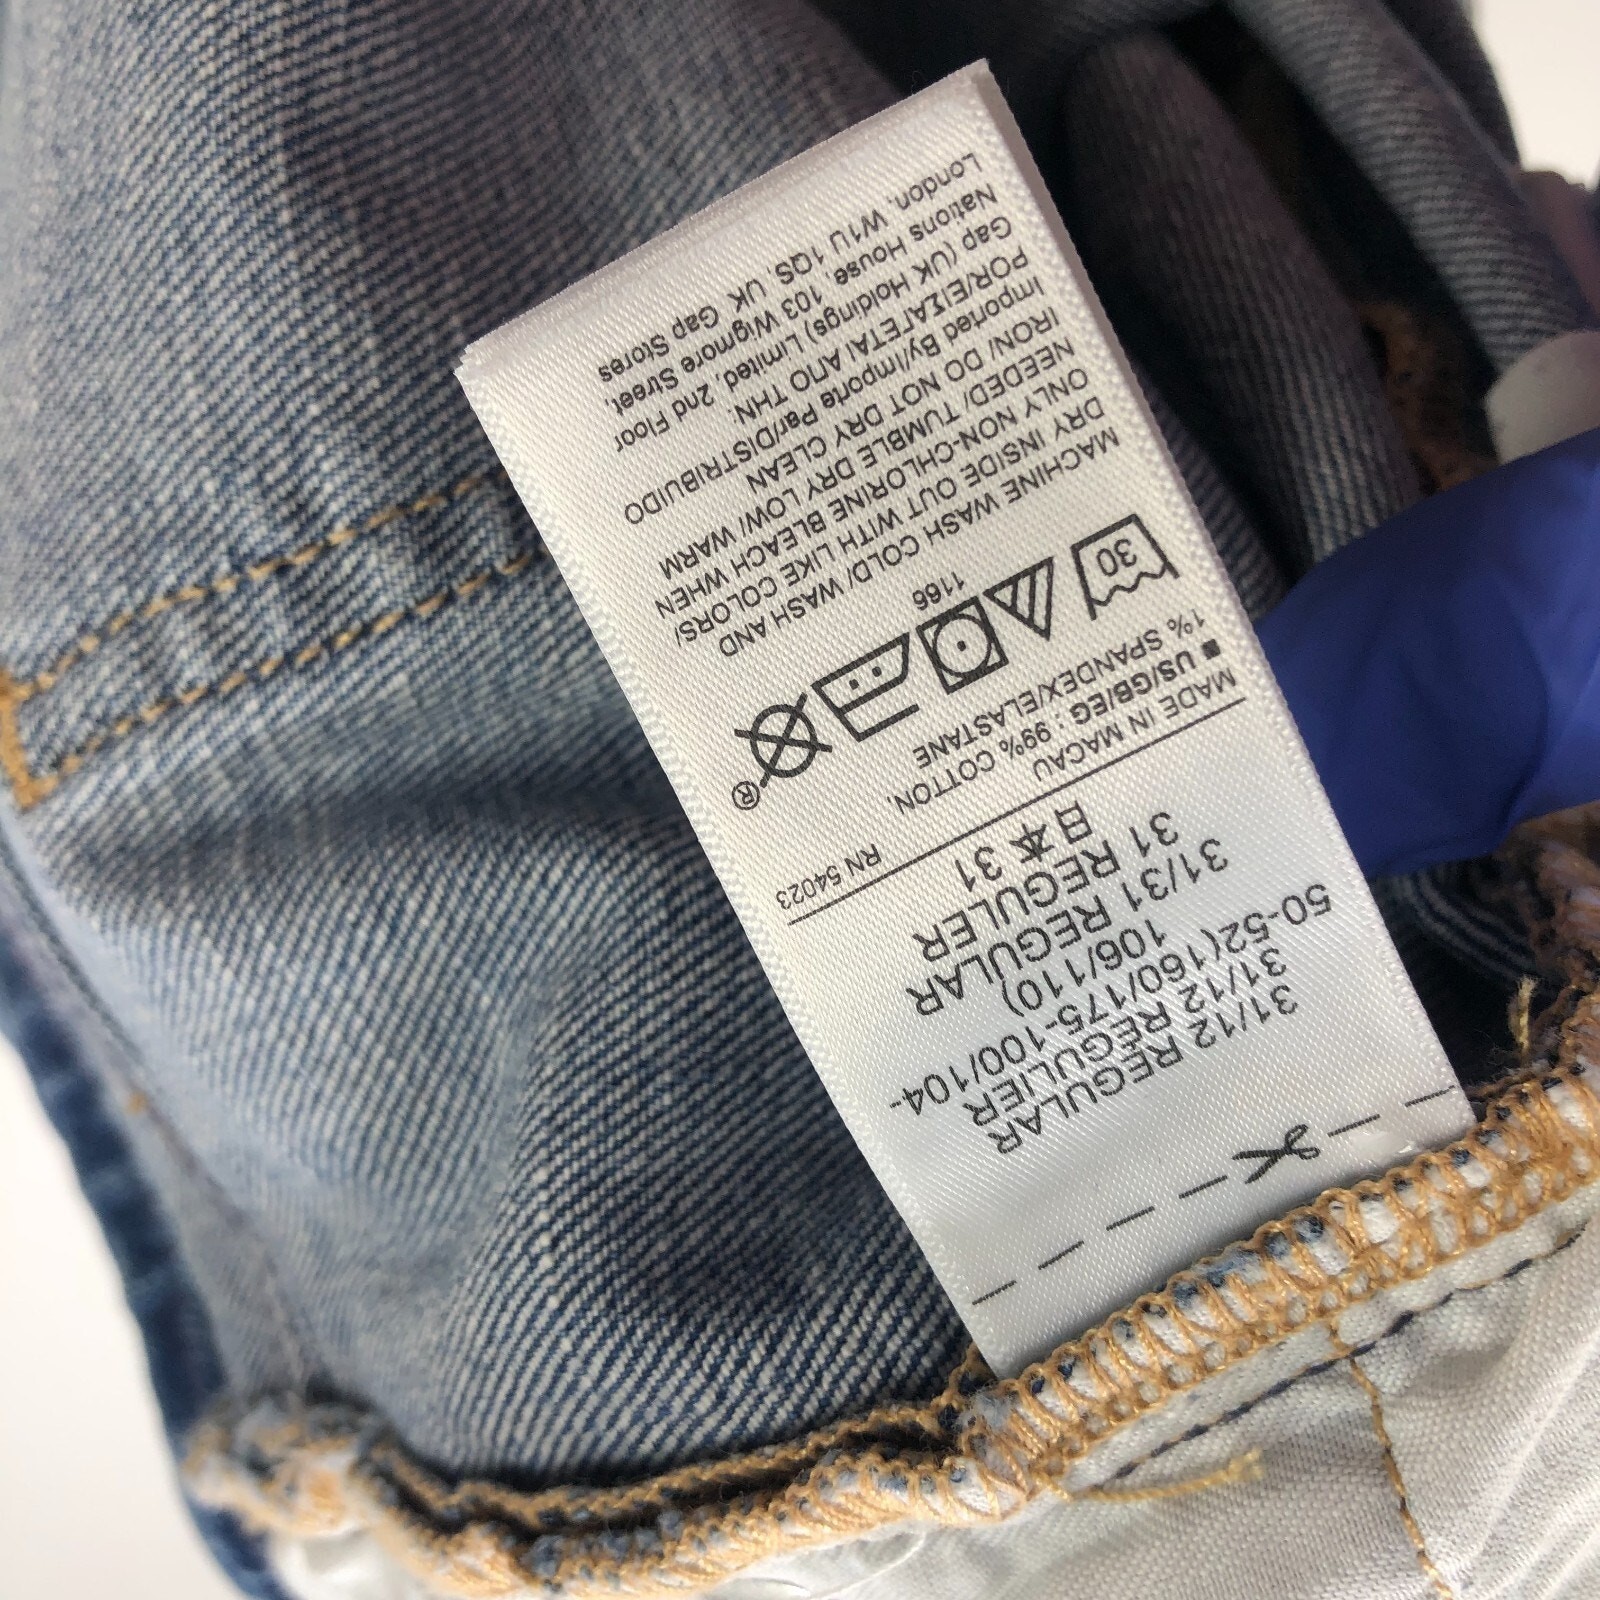 31/12 REGULAR
31/12 RÉGULIER
50-52(160/175-100/104-
106/110)
31/31 REGULAR
31 REGULER
日本 31
RN 54023
MADE IN MACAU
■ US/GB/EG : 99% COTTON,
1% SPANDEX/ELASTANE
30
1166
®
MACHINE WASH COLD/ WASH AND
DRY INSIDE OUT WITH LIKE COLORS/
ONLY NON-CHLORINE BLEACH WHEN
NEEDED/ TUMBLE DRY LOW/ WARM
IRON/ DO NOT DRY CLEAN
Imported By/Importe Par/DISTRIBUIDO
POR/ΕΙΣΑΓΕΤΑΙ ΑΠΟ ΤΗΝ:
Gap (UK Holdings) Limited, 2nd Floor
Nations House, 103 Wigmore Street,
London, W1U 1QS, UK Gap Stores